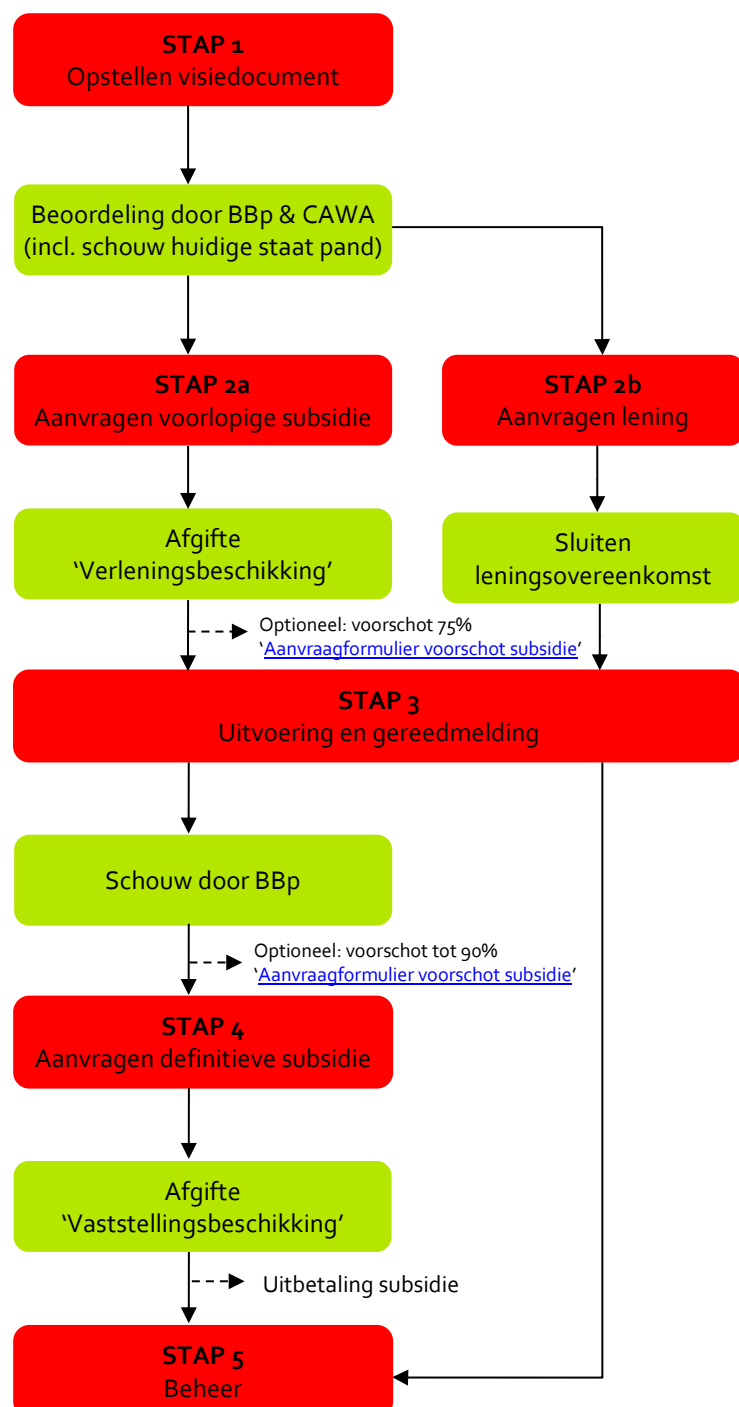 STAP 1
Opstellen visiedocument
Beoordeling door BBp & CAWA
(incl. schouw huidige staat pand)
STAP 2a
Aanvragen voorlopige subsidie
STAP 2b
Aanvragen lening
Afgifte
‘Verleningsbeschikking’
Sluiten
leningsovereenkomst
Optioneel: voorschot 75%
‘Aanvraagformulier voorschot subsidie’
STAP 3
Uitvoering en gereedmelding
Schouw door BBp
Optioneel: voorschot tot 90%
‘Aanvraagformulier voorschot subsidie’
STAP 4
Aanvragen definitieve subsidie
Afgifte
‘Vaststellingsbeschikking’
Uitbetaling subsidie
STAP 5
Beheer